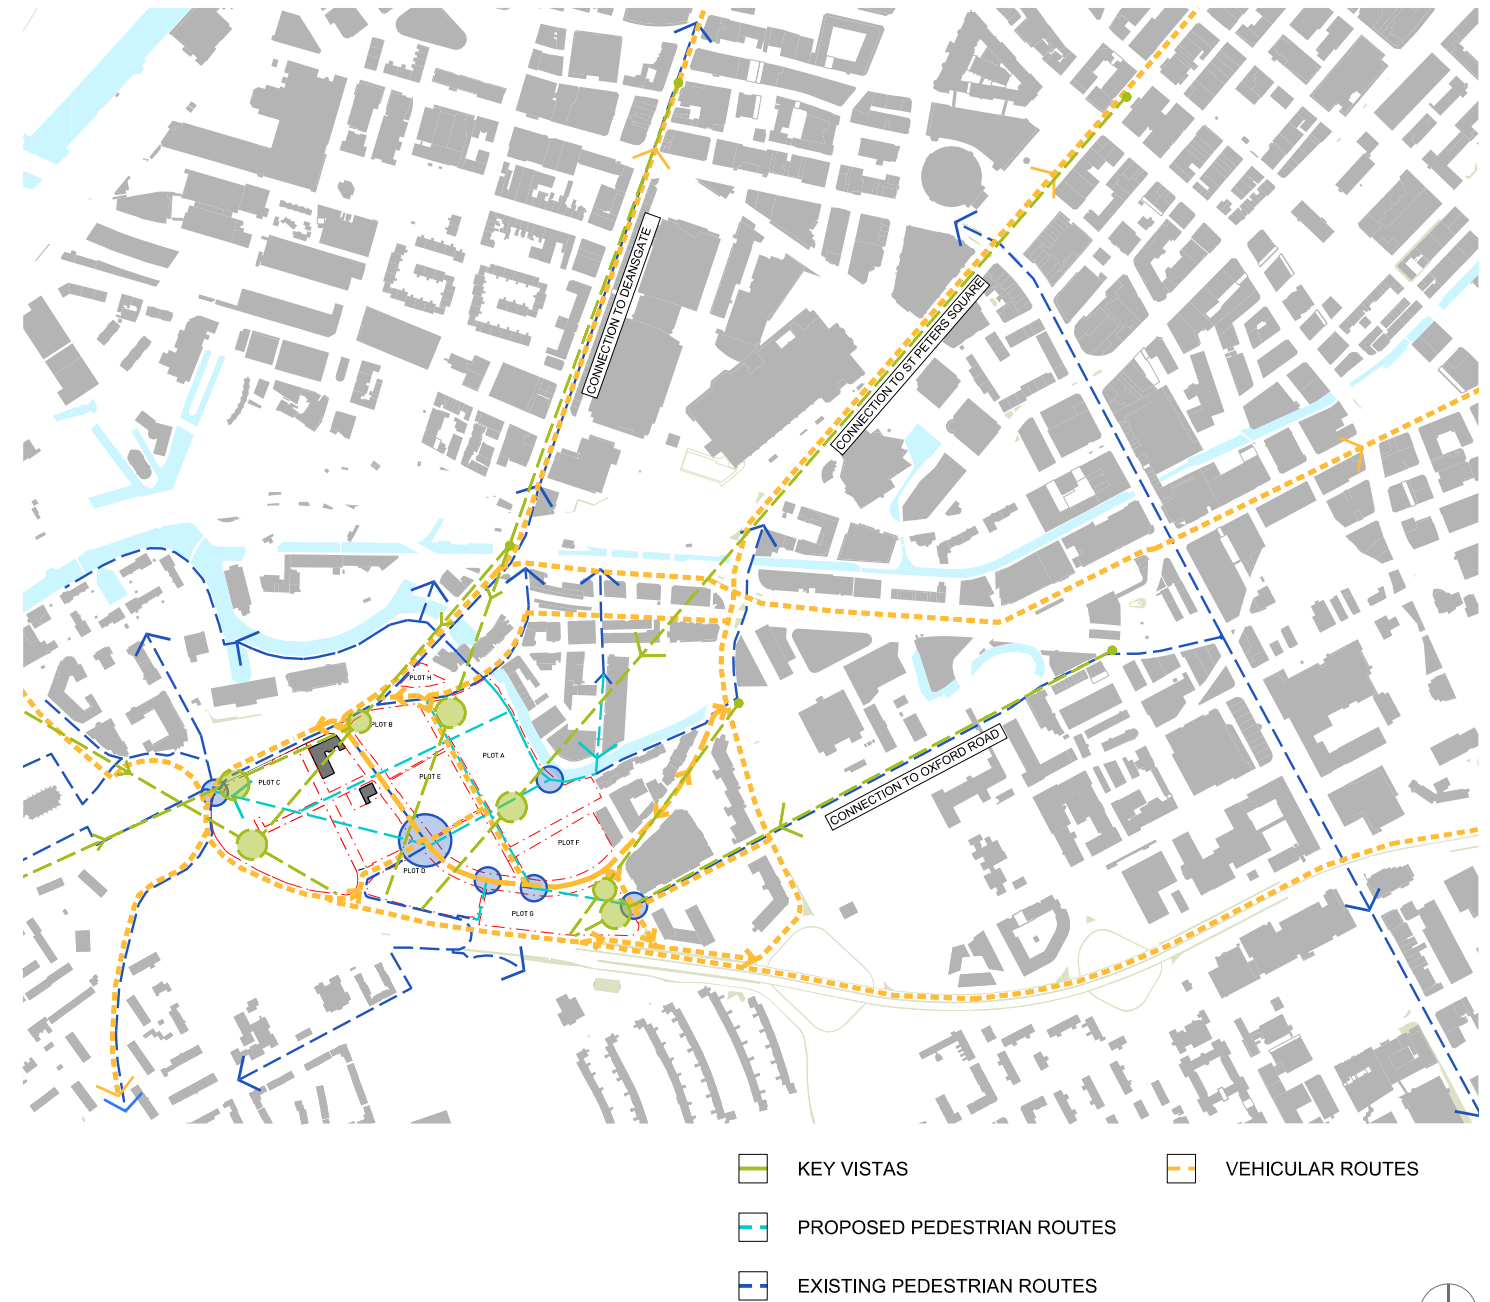 CONNECTION TO DEANSGATE
CONNECTION TO ST PETERS SQUARE
PLOT H
PLOT B
PLOT A
PLOT C
PLOT E
CONNECTION TO OXFORD ROAD
PLOT F
PLOT D
PLOT G
KEY VISTAS
VEHICULAR ROUTES
PROPOSED PEDESTRIAN ROUTES
EXISTING PEDESTRIAN ROUTES